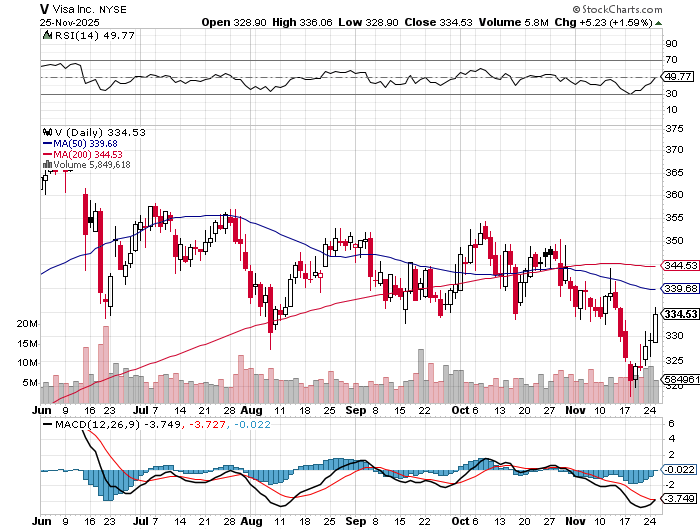 V Visa Inc. NYSE © StockCharts.com
25-Nov-2025 Open 328.90 High 336.06 Low 328.90 Close 334.53 Volume 5.8M Chg +5.23 (+1.59%)
RSI(14) 49.77
90
70
49.77
30
10
V (Daily) 334.53
MA(50) 339.68
MA(200) 344.53
Volume 5,849,618
375
370
365
360
355
350
344.53
339.68
334.53
330
325
320
5849618
20M
15M
10M
5M
Jun 9 16 23 Jul 7 14 21 28 Aug 11 18 25 Sep 8 15 22 Oct 6 13 20 27 Nov 10 17 24
MACD(12,26,9) -3.749, -3.727, -0.022
6
4
2
-0.022
-2
-3.749
Jun 9 16 23 Jul 7 14 21 28 Aug 11 18 25 Sep 8 15 22 Oct 6 13 20 27 Nov 10 17 24